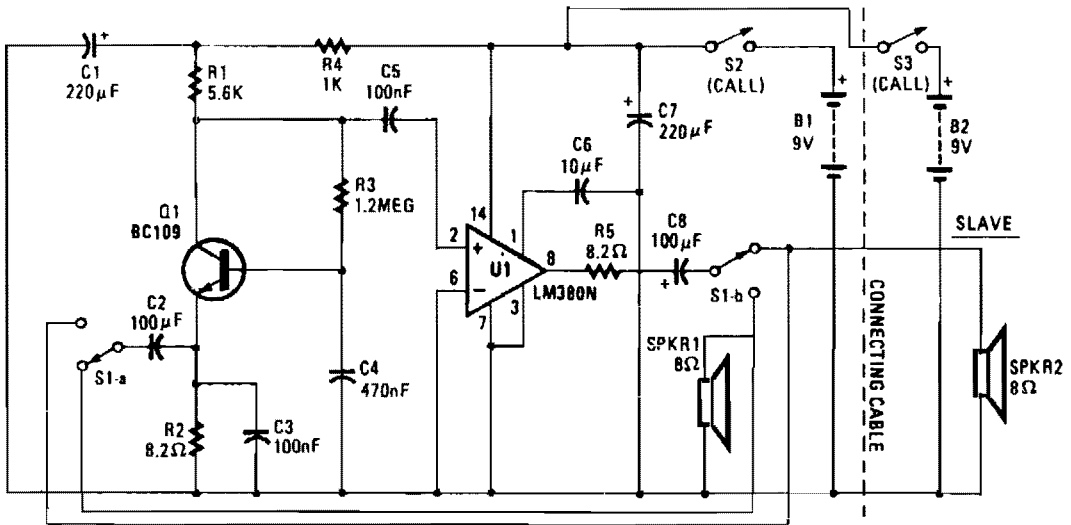 C1
220µF
+
R1
5.6K
R4
1K
C5
100nF
S2
(CALL)
S3
(CALL)
+
+
B1
9V
B2
9V
+
C7
220µF
C6
10µF
R3
1.2MEG
Q1
BC109
14
2
+
1
U1
8
6
−
7
3
LM380N
R5
8.2Ω
C8
100µF
+
S1-b
SLAVE
C2
100µF
S1-a
C4
470nF
SPKR1
8Ω
SPKR2
8Ω
R2
8.2Ω
C3
100nF
CONNECTING CABLE